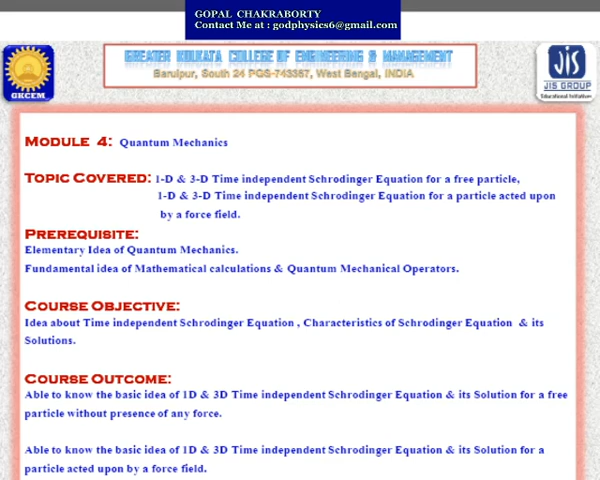 GOPAL CHAKRABORTY
Contact Me at : godphysics6@gmail.com
GREATER KOLKATA COLLEGE OF ENGINEERING & MANAGEMENT
Baruipur, South 24 PGS-743387, West Bengal, INDIA
GKCEM
JIS
JIS GROUP
Educational Initiatives
Module 4: Quantum Mechanics
Topic Covered: 1-D & 3-D Time independent Schrodinger Equation for a free particle,
1-D & 3-D Time independent Schrodinger Equation for a particle acted upon
by a force field.
Prerequisite:
Elementary Idea of Quantum Mechanics.
Fundamental idea of Mathematical calculations & Quantum Mechanical Operators.
Course Objective:
Idea about Time independent Schrodinger Equation , Characteristics of Schrodinger Equation & its
Solutions.
Course Outcome:
Able to know the basic idea of 1D & 3D Time independent Schrodinger Equation & its Solution for a free
particle without presence of any force.
Able to know the basic idea of 1D & 3D Time independent Schrodinger Equation & its Solution for a
particle acted upon by a force field.